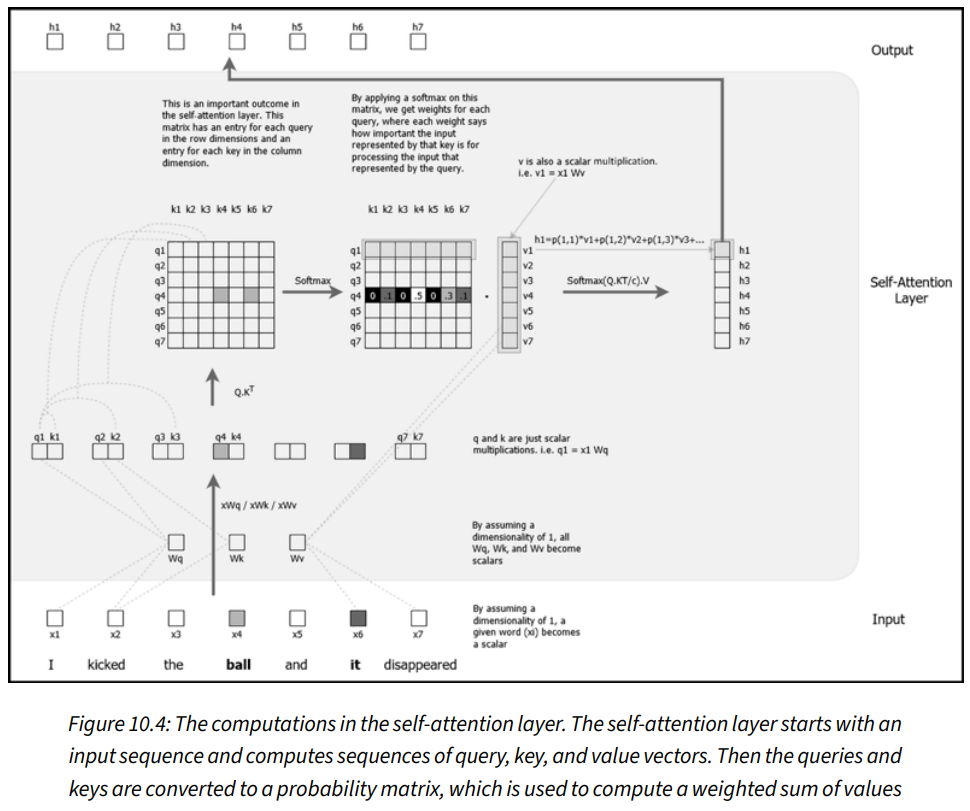 h1 h2 h3 h4 h5 h6 h7
Output
This is an important outcome in
the self-attention layer. This
matrix has an entry for each query
in the row dimensions and an
entry for each key in the column
dimension.
By applying a softmax on this
matrix, we get weights for each
query, where each weight says
how important the input
represented by that key is for
processing the input that
represented by the query.
v is also a scalar multiplication.
i.e. v1 = x1 Wv
k1 k2 k3 k4 k5 k6 k7
q1
q2
q3
q4
q5
q6
q7
Softmax
k1 k2 k3 k4 k5 k6 k7
q1
q2
q3
q4 0 .1 0 .5 0 .3 .1
q5
q6
q7
.
v1
v2
v3
v4
v5
v6
v7
h1=p(1,1)*v1+p(1,2)*v2+p(1,3)*v3+...
Softmax(Q.KT/c).V
h1
h2
h3
h4
h5
h6
h7
Self-Attention
Layer
Q.KT
q1 k1 q2 k2 q3 k3 q4 k4 q7 k7
q and k are just scalar
multiplications. i.e. q1 = x1 Wq
xWq / xWk / xWv
Wq Wk Wv
By assuming a
dimensionality of 1, all
Wq, Wk, and Wv become
scalars
x1 x2 x3 x4 x5 x6 x7
By assuming a
dimensionality of 1, a
given word (xi) becomes
a scalar
Input
I kicked the ball and it disappeared
Figure 10.4: The computations in the self-attention layer. The self-attention layer starts with an
input sequence and computes sequences of query, key, and value vectors. Then the queries and
keys are converted to a probability matrix, which is used to compute a weighted sum of values